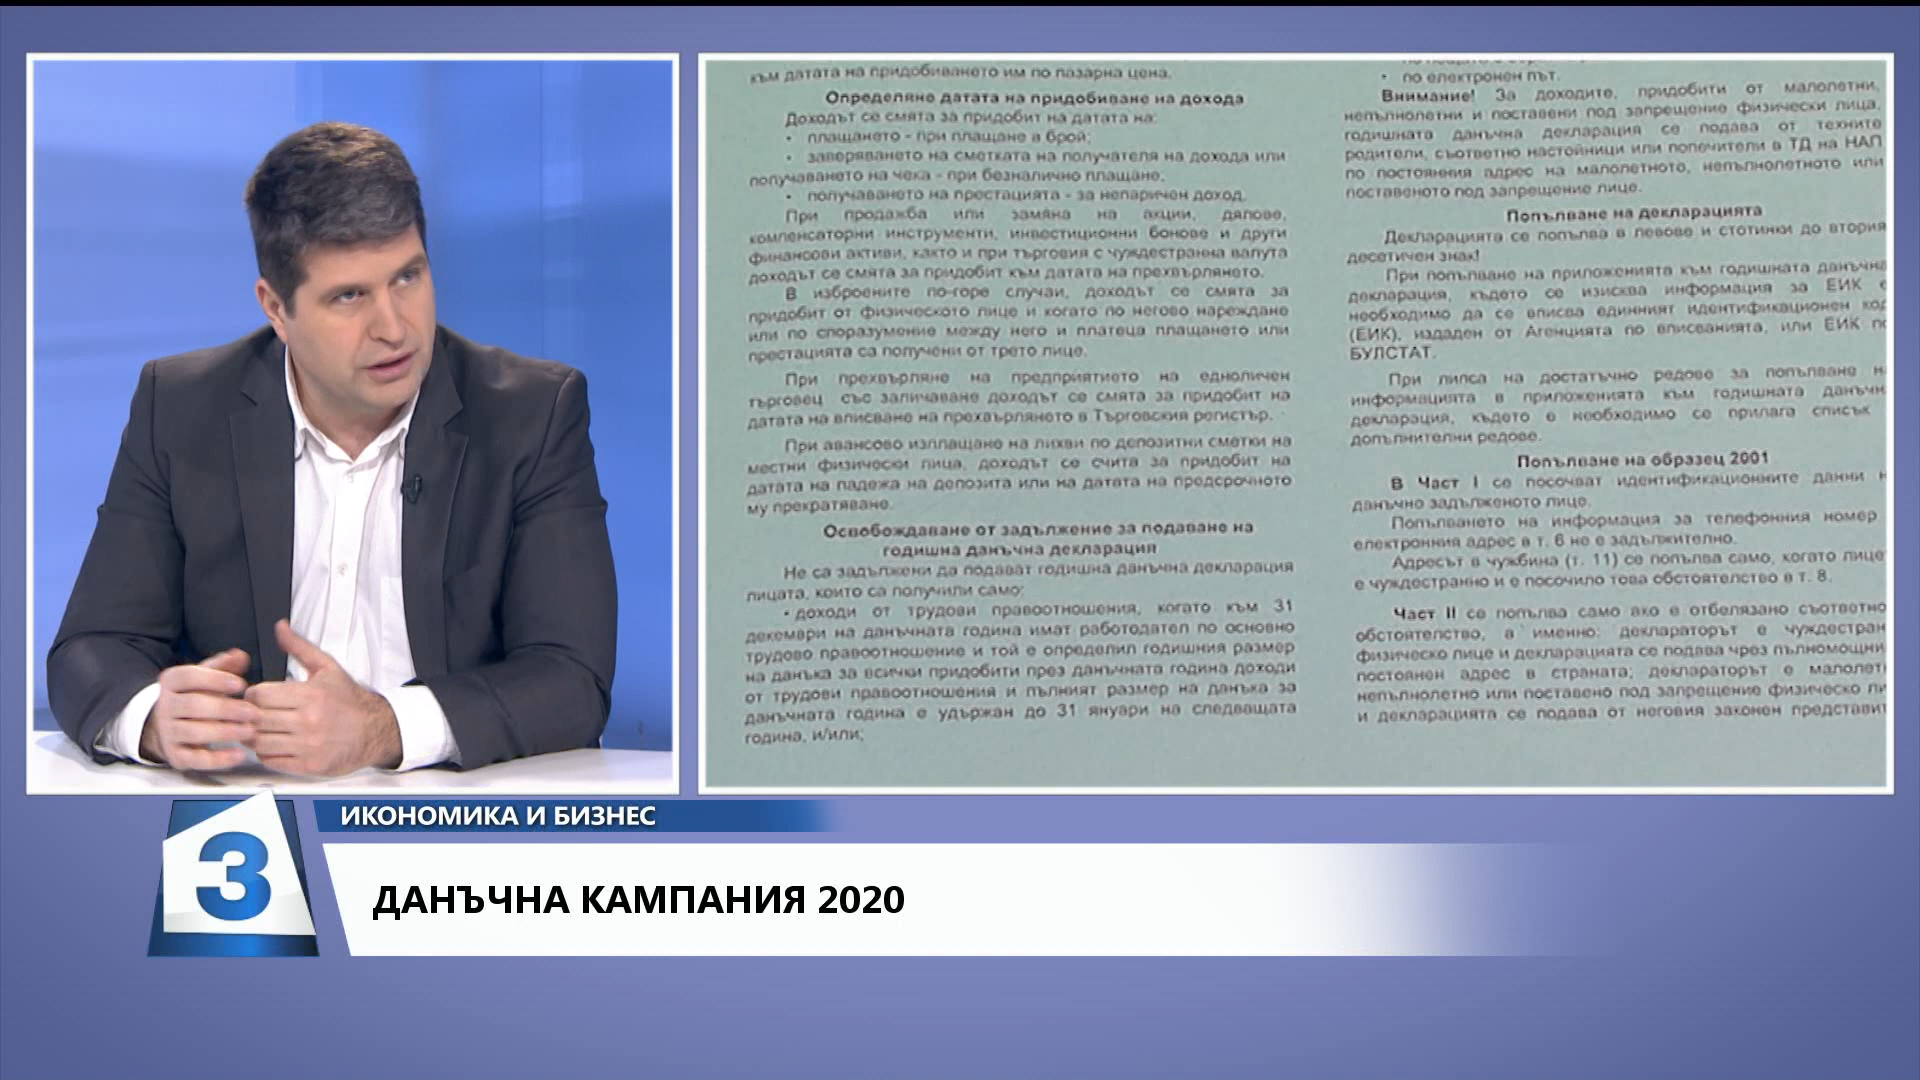 към датата на придобиването им по пазарна цена.
Определяне датата на придобиване на дохода
Доходът се смята за придобит на датата на:
• плащането - при плащане в брой;
• заверяването на сметката на получателя на дохода или
получаването на чека - при безналично плащане;
• получаването на престацията - за непаричен доход.
При продажба или замяна на акции, дялове,
компенсаторни инструменти, инвестиционни бонове и други
финансови активи, както и при търговия с чуждестранна валута
доходът се смята за придобит към датата на прехвърлянето.
В изброените по-горе случаи, доходът се смята за
придобит от физическото лице и когато по негово нареждане
или по споразумение между него и платеца плащането или
престацията са получени от трето лице.
При прехвърляне на предприятието на едноличен
търговец със заличаване доходът се смята за придобит на
датата на вписване на прехвърлянето в Търговския регистър.
При авансово изплащане на лихви по депозитни сметки на
местни физически лица, доходът се счита за придобит на
датата на падежа на депозита или на датата на предсрочното
му прекратяване.
Освобождаване от задължение за подаване на
годишна данъчна декларация
Не са задължени да подават годишна данъчна декларация
лицата, които са получили само:
• доходи от трудови правоотношения, когато към 31
декември на данъчната година имат работодател по основно
трудово правоотношение и той е определил годишния размер
на данъка за всички придобити през данъчната година доходи
от трудови правоотношения и пълният размер на данъка за
данъчната година е удържан до 31 януари на следващата
година, и/или;
• по електронен път.
Внимание! За доходите, придобити от малолетни,
непълнолетни и поставени под запрещение физически лица,
годишната данъчна декларация се подава от техните
родители, съответно настойници или попечители в ТД на НАП
по постоянния адрес на малолетното, непълнолетното или
поставеното под запрещение лице.
Попълване на декларацията
Декларацията се попълва в левове и стотинки до втория
десетичен знак!
При попълване на приложенията към годишната данъчна
декларация, където се изисква информация за ЕИК е
необходимо да се вписва единният идентификационен код
(ЕИК), издаден от Агенцията по вписванията, или ЕИК по
БУЛСТАТ.
При липса на достатъчно редове за попълване н
информацията в приложенията към годишната данъчн
декларация, където е необходимо се прилага списък
допълнителни редове.
Попълване на образец 2001
В Част I се посочват идентификационните данни н
данъчно задълженото лице.
Попълването на информация за телефонния номер
електронния адрес в т. 6 не е задължително.
Адресът в чужбина (т. 11) се попълва само, когато лице
е чуждестранно и е посочило това обстоятелство в т. 8.
Част II се попълва само ако е отбелязано съответно
обстоятелство, а именно: деклараторът е чуждестран
физическо лице и декларацията се подава чрез пълномощни
постоянен адрес в страната; деклараторът е малолет
непълнолетно или поставено под запрещение физическо ли
и декларацията се подава от неговия законен представит
3
ИКОНОМИКА И БИЗНЕС
ДАНЪЧНА КАМПАНИЯ 2020